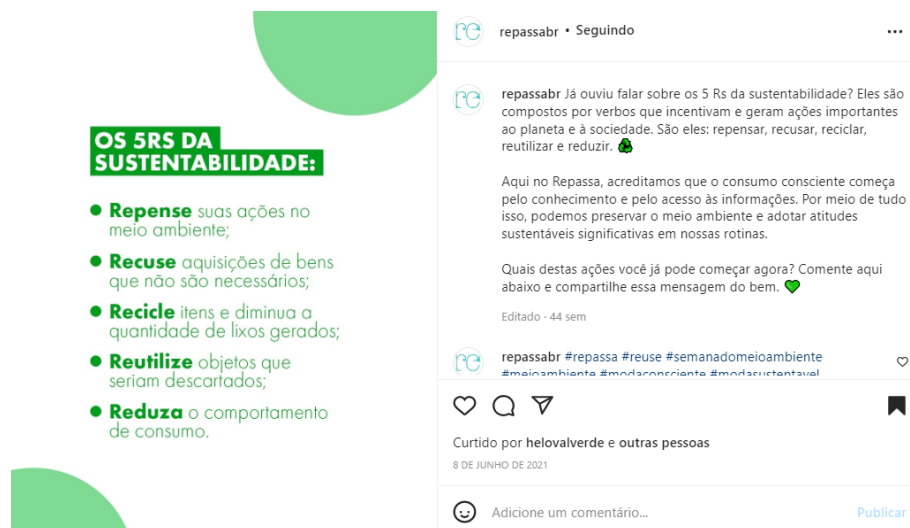 OS 5RS DA
SUSTENTABILIDADE:
Repense suas ações no
meio ambiente;
Recuse aquisições de bens
que não são necessários;
Recicle itens e diminua a
quantidade de lixos gerados;
Reutilize objetos que
seriam descartados;
Reduza o comportamento
de consumo.
re
repassabr • Seguindo
re
repassabr Já ouviu falar sobre os 5 Rs da sustentabilidade? Eles são
compostos por verbos que incentivam e geram ações importantes
ao planeta e à sociedade. São eles: repensar, recusar, reciclar,
reutilizar e reduzir.
Aqui no Repassa, acreditamos que o consumo consciente começa
pelo conhecimento e pelo acesso às informações. Por meio de tudo
isso, podemos preservar o meio ambiente e adotar atitudes
sustentáveis significativas em nossas rotinas.
Quais destas ações você já pode começar agora? Comente aqui
abaixo e compartilhe essa mensagem do bem.
Editado · 44 sem
re
repassabr #repassa #reuse #semanadomeioambiente
#meioambiente #modaconsciente #modasustentavel
Curtido por helovalverde e outras pessoas
8 DE JUNHO DE 2021
Adicione um comentário...
Publicar